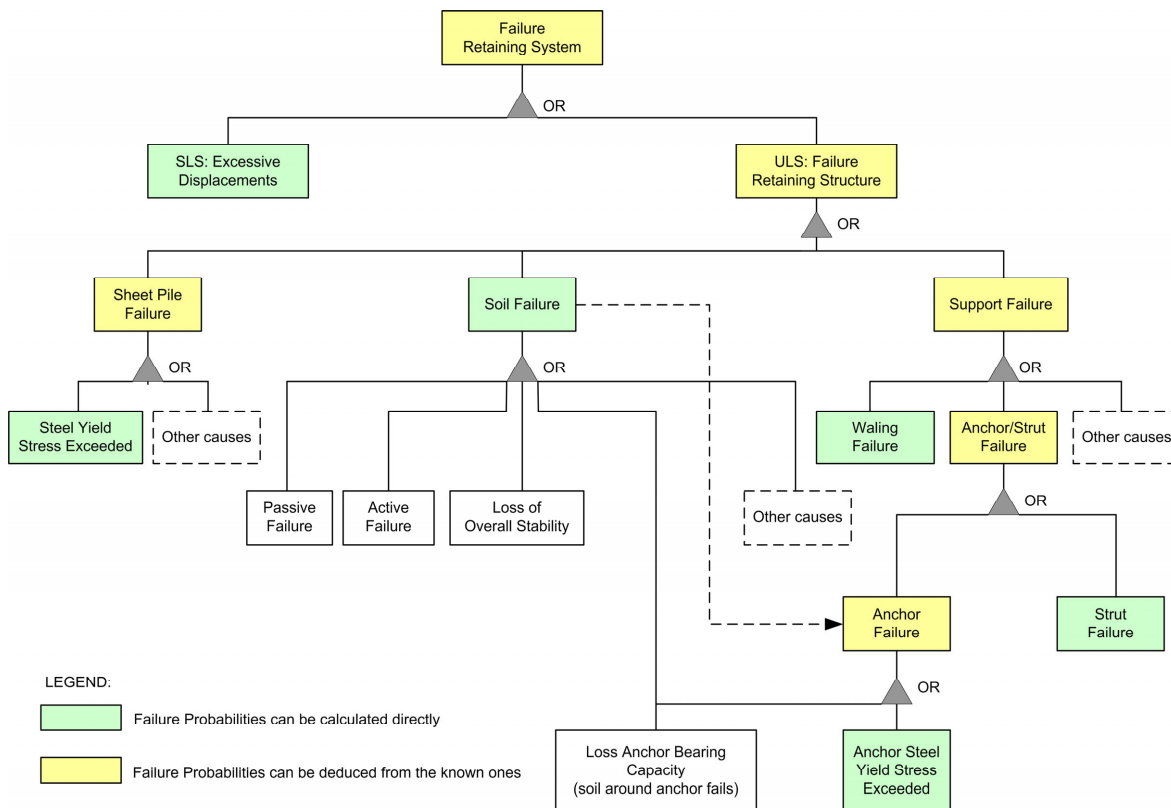 Failure
Retaining System
OR
SLS: Excessive
Displacements
ULS: Failure
Retaining Structure
OR
Sheet Pile
Failure
Soil Failure
Support Failure
OR
OR
OR
Steel Yield
Stress Exceeded
Other causes
Waling
Failure
Anchor/Strut
Failure
Other causes
Passive
Failure
Active
Failure
Loss of
Overall Stability
Other causes
OR
Anchor
Failure
Strut
Failure
OR
LEGEND:
Failure Probabilities can be calculated directly
Failure Probabilities can be deduced from the known ones
Loss Anchor Bearing
Capacity
(soil around anchor fails)
Anchor Steel
Yield Stress
Exceeded